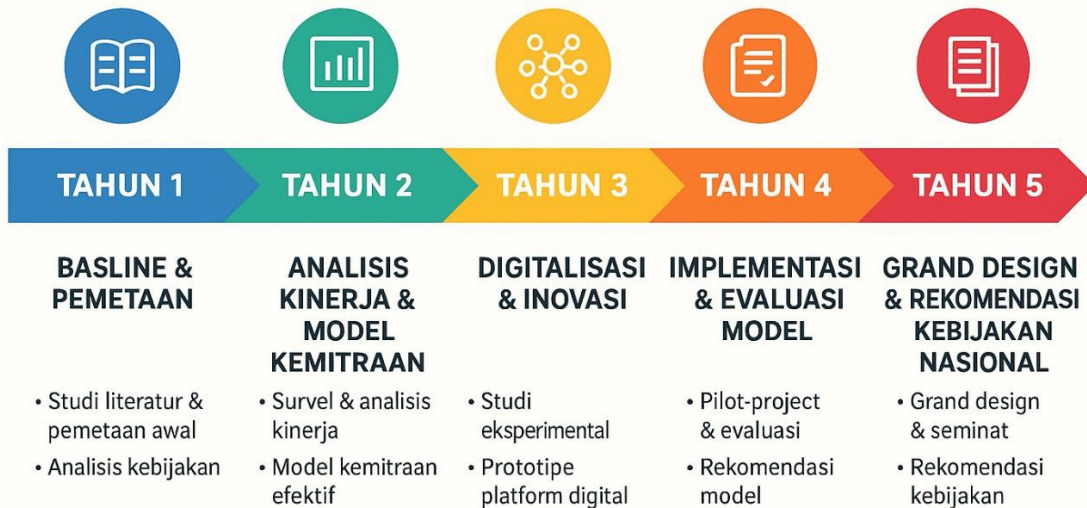 TAHUN 1
TAHUN 2
TAHUN 3
TAHUN 4
TAHUN 5
BASLINE &
PEMETAAN
• Studi literatur &
pemetaan awal
• Analisis kebijakan
ANALISIS
KINERJA &
MODEL
KEMITRAAN
• Survel & analisis
kinerja
• Model kemitraan
efektif
DIGITALISASI
& INOVASI
• Studi
eksperimental
• Prototipe
platform digital
IMPLEMENTASI
& EVALUASI
MODEL
• Pilot-project
& evaluasi
• Rekomendasi
model
GRAND DESIGN
& REKOMENDASI
KEBIJAKAN
NASIONAL
• Grand design
& seminat
• Rekomendasi
kebijakan